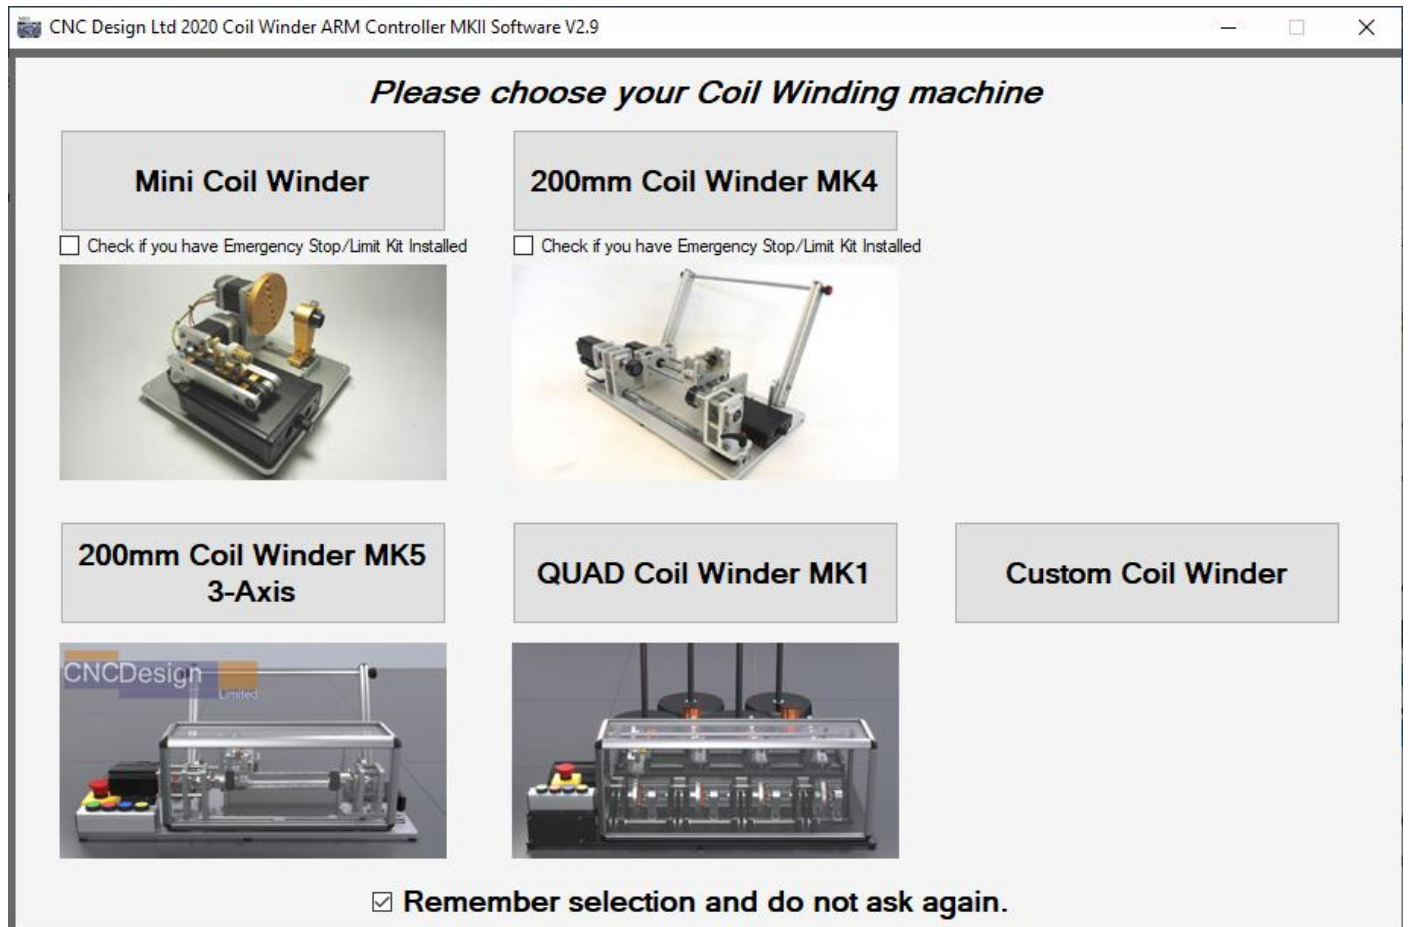 CNC Design Ltd 2020 Coil Winder ARM Controller MKII Software V2.9
Please choose your Coil Winding machine
Mini Coil Winder
200mm Coil Winder MK4
Check if you have Emergency Stop/Limit Kit Installed
Check if you have Emergency Stop/Limit Kit Installed
200mm Coil Winder MK5
3-Axis
QUAD Coil Winder MK1
Custom Coil Winder
CNCDesign
Limited
Remember selection and do not ask again.